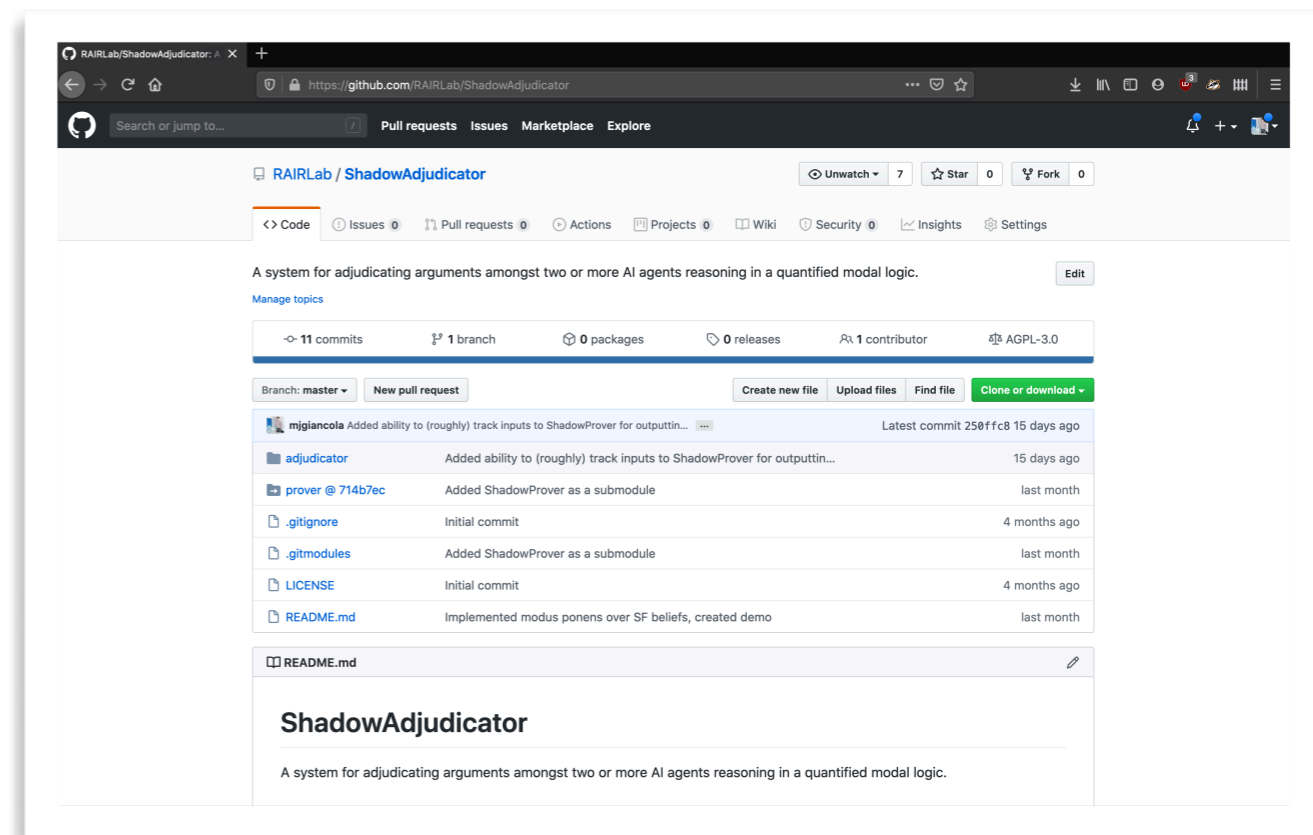 RAIRLab/ShadowAdjudicator: A
https://github.com/RAIRLab/ShadowAdjudicator
3
Search or jump to... /
Pull requests Issues Marketplace Explore
RAIRLab / ShadowAdjudicator
Unwatch 7 Star 0 Fork 0
<> Code Issues 0 Pull requests 0 Actions Projects 0 Wiki Security 0 Insights Settings
A system for adjudicating arguments amongst two or more AI agents reasoning in a quantified modal logic. Edit
Manage topics
11 commits 1 branch 0 packages 0 releases 1 contributor AGPL-3.0
Branch: master New pull request Create new file Upload files Find file Clone or download
mjgiancola Added ability to (roughly) track inputs to ShadowProver for outputtin... ... Latest commit 250ffc8 15 days ago
adjudicator Added ability to (roughly) track inputs to ShadowProver for outputtin... 15 days ago
prover @ 714b7ec Added ShadowProver as a submodule last month
.gitignore Initial commit 4 months ago
.gitmodules Added ShadowProver as a submodule last month
LICENSE Initial commit 4 months ago
README.md Implemented modus ponens over SF beliefs, created demo last month
README.md
ShadowAdjudicator
A system for adjudicating arguments amongst two or more AI agents reasoning in a quantified modal logic.